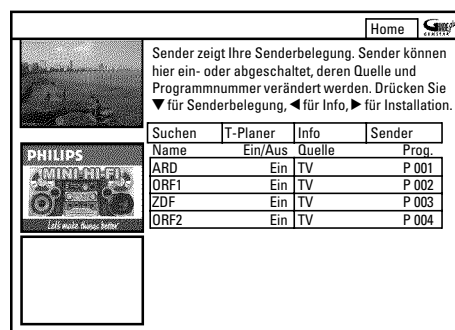 Home GUIDE
GEMSTAR
Sender zeigt Ihre Senderbelegung. Sender können
hier ein- oder abgeschaltet, deren Quelle und
Programmnummer verändert werden. Drücken Sie
▼ für Senderbelegung, ◀ für Info, ▶ für Installation.
Suchen T-Planer Info Sender
Name Ein/Aus Quelle Prog.
ARD Ein TV P 001
ORF1 Ein TV P 002
ZDF Ein TV P 003
ORF2 Ein TV P 004
PHILIPS
MINI-HI-FI
Let's make things better